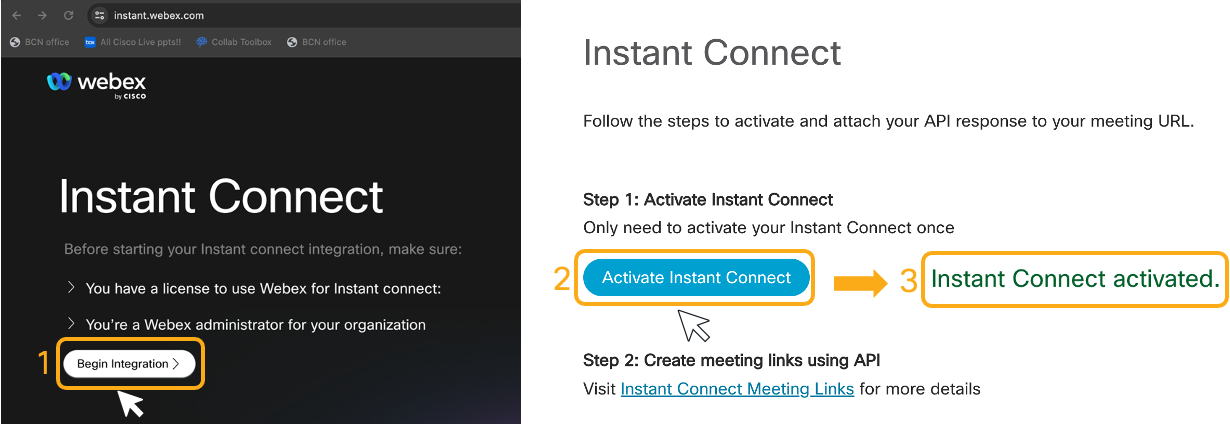 instant.webex.com
BCN office
All Cisco Live ppts!!
Collab Toolbox
BCN office
webex
by CISCO
Instant Connect
Before starting your Instant connect integration, make sure:
You have a license to use Webex for Instant connect:
You're a Webex administrator for your organization
1
Begin Integration
Instant Connect
Follow the steps to activate and attach your API response to your meeting URL.
Step 1: Activate Instant Connect
Only need to activate your Instant Connect once
2
Activate Instant Connect
3
Instant Connect activated.
Step 2: Create meeting links using API
Visit Instant Connect Meeting Links for more details